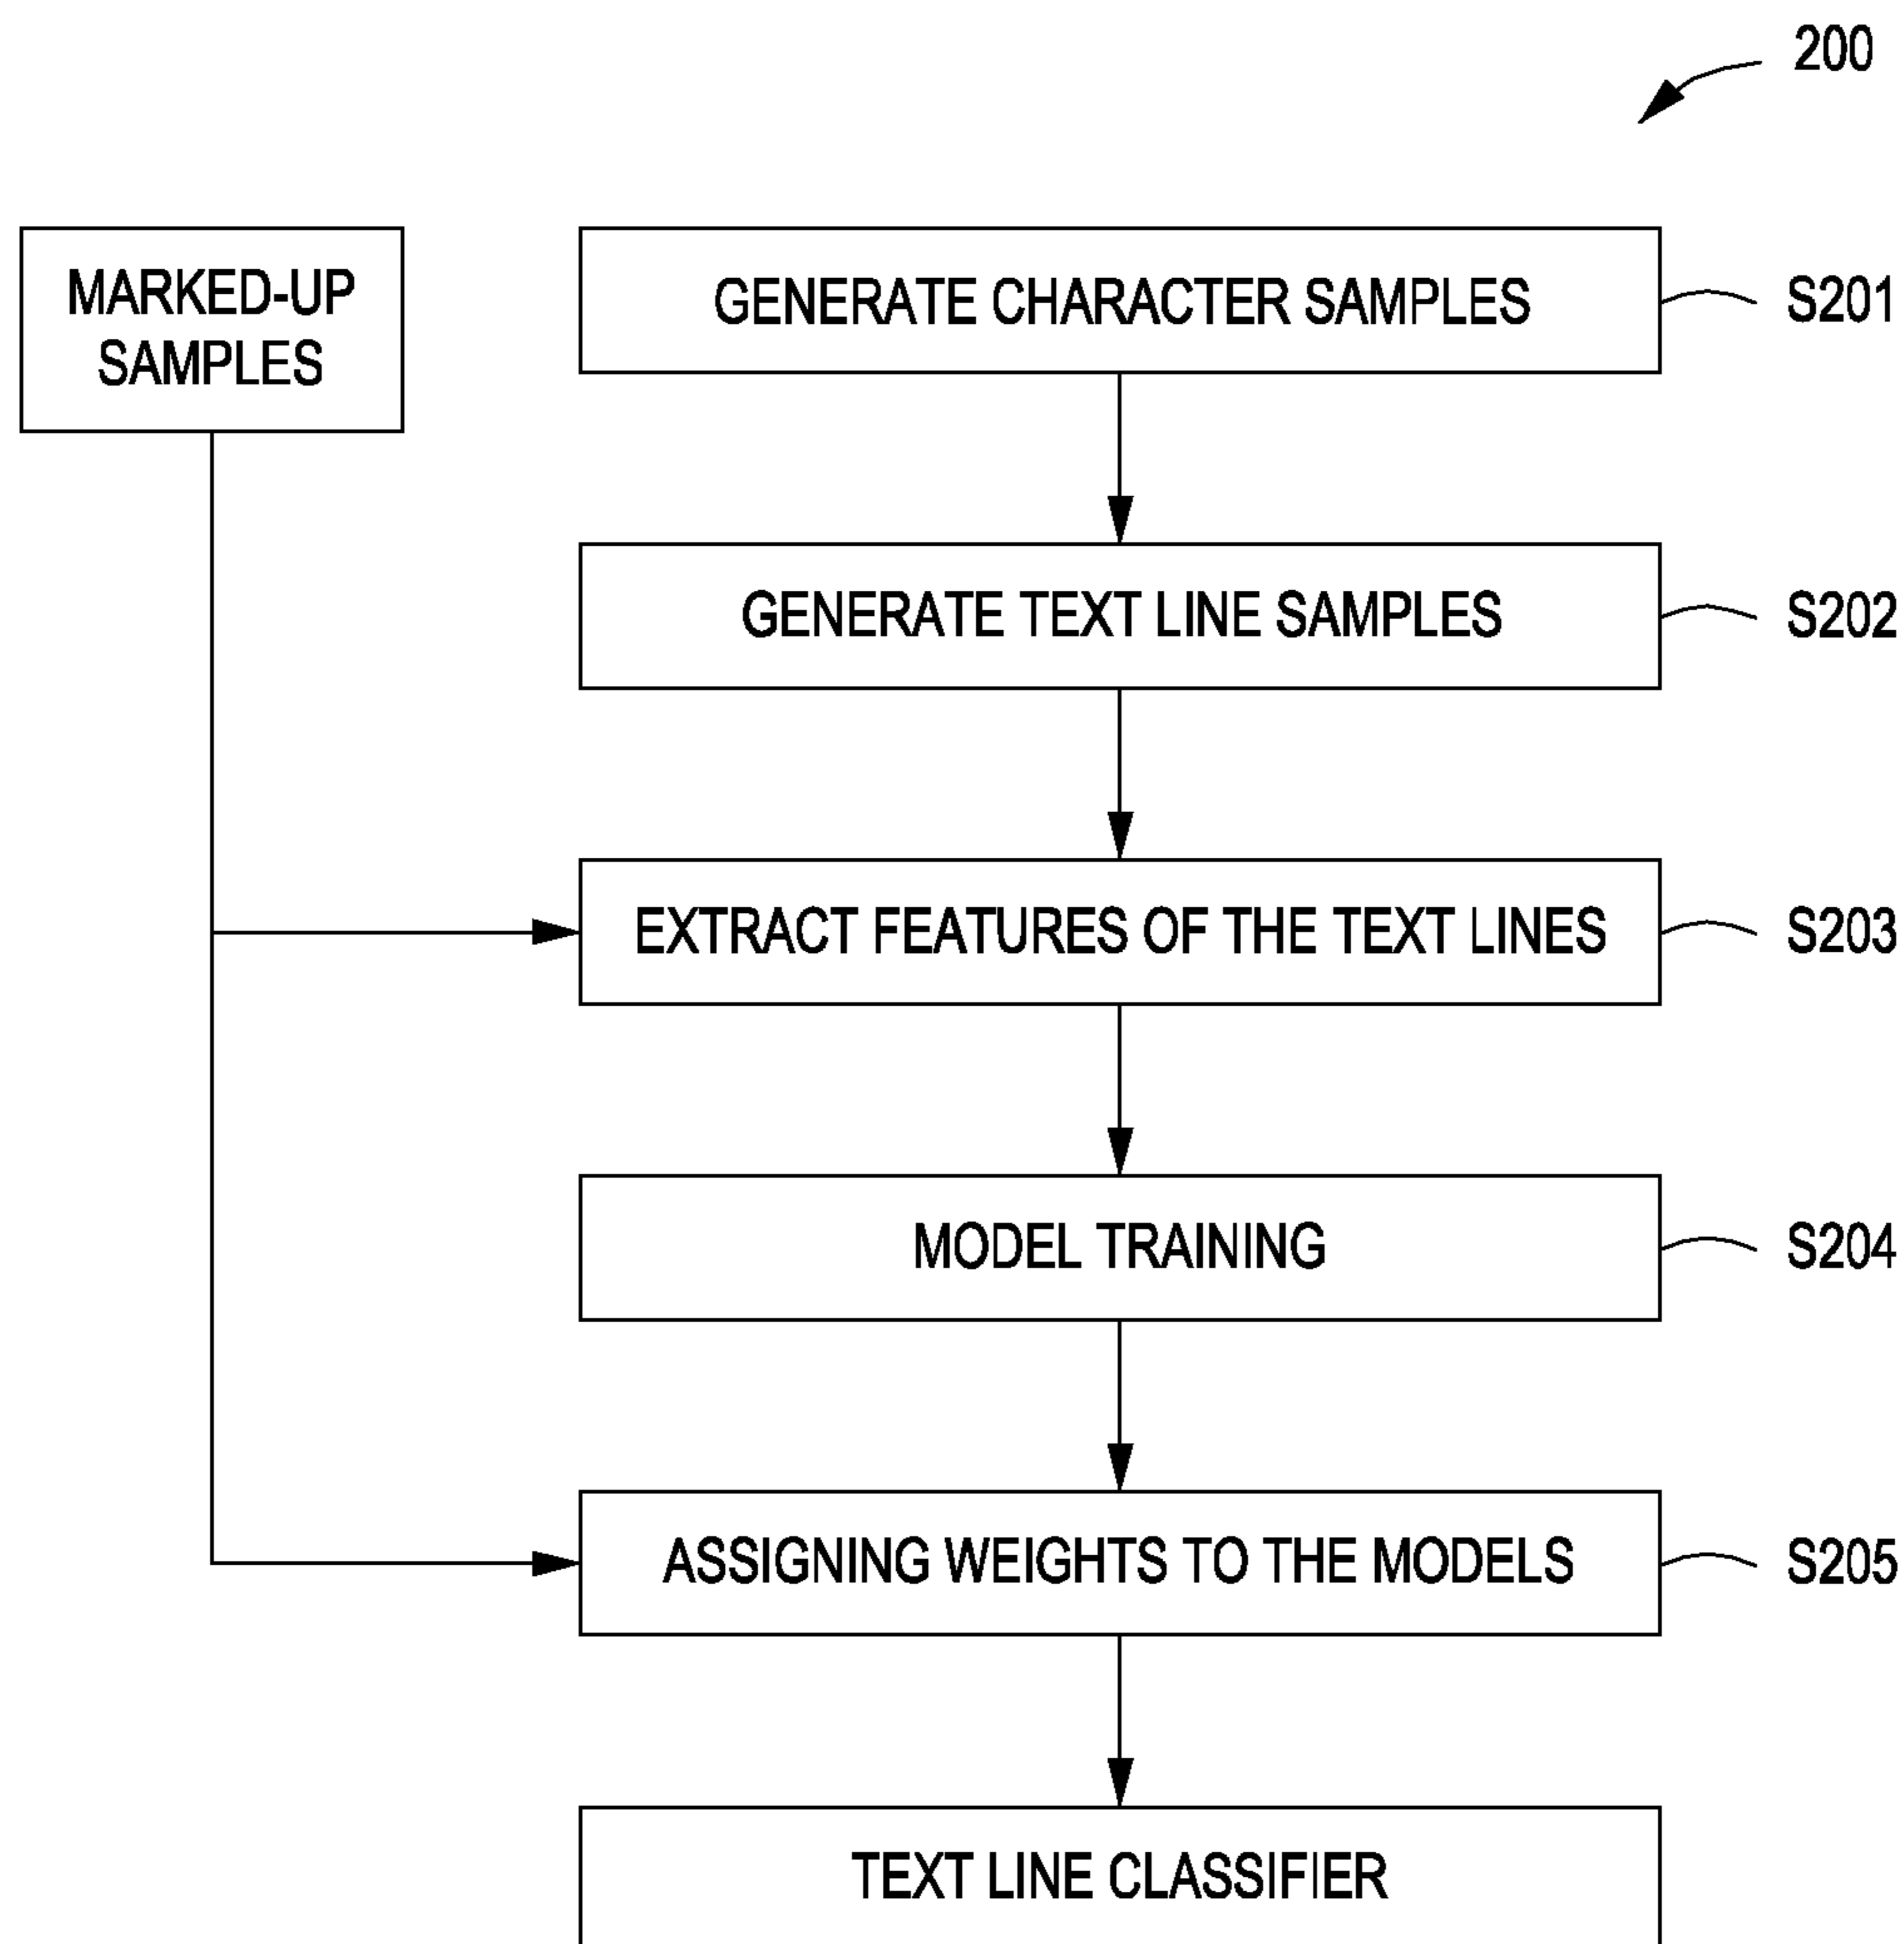 200
MARKED-UP
SAMPLES
GENERATE CHARACTER SAMPLES
S201
GENERATE TEXT LINE SAMPLES
S202
EXTRACT FEATURES OF THE TEXT LINES
S203
MODEL TRAINING
S204
ASSIGNING WEIGHTS TO THE MODELS
S205
TEXT LINE CLASSIFIER